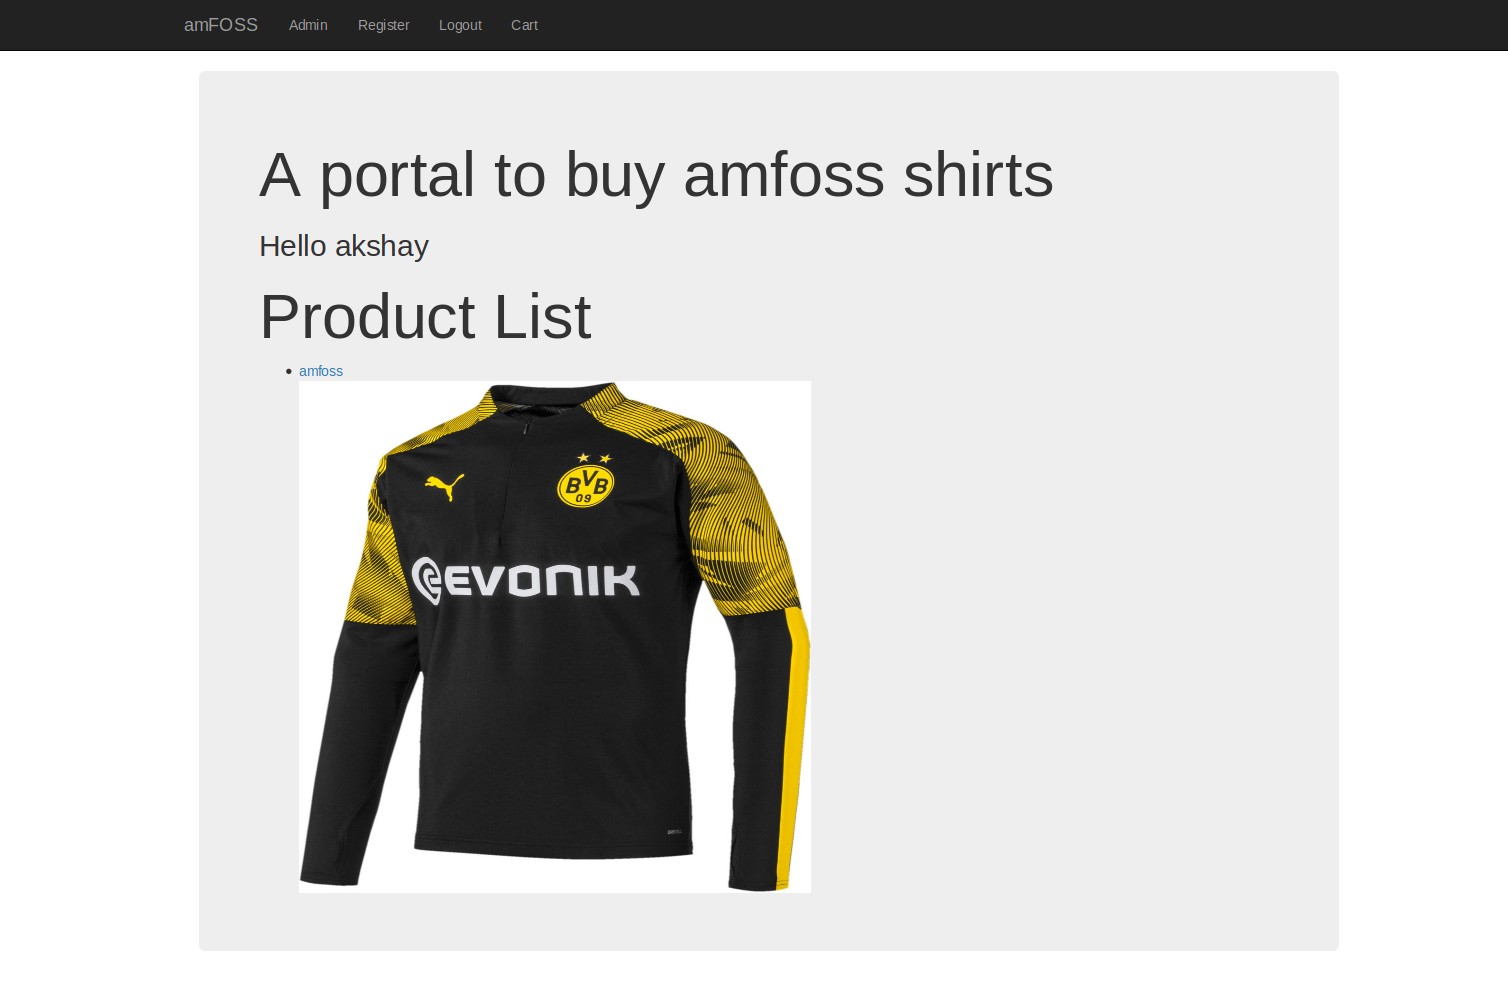 amFOSS Admin Register Logout Cart
A portal to buy amfoss shirts
Hello akshay
Product List
amfoss
BVB
09
EVONIK